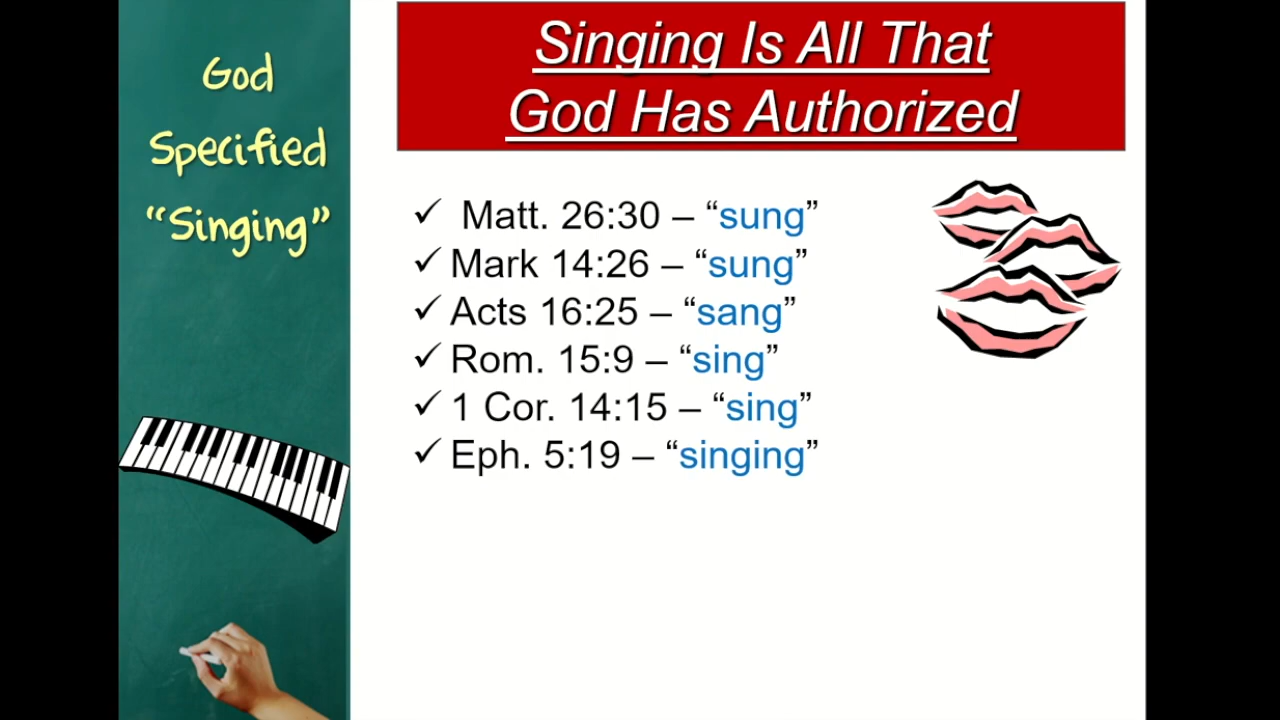 God
Specified
“Singing”
Singing Is All That
God Has Authorized
✓ Matt. 26:30 – “sung”
✓ Mark 14:26 – “sung”
✓ Acts 16:25 – “sang”
✓ Rom. 15:9 – “sing”
✓ 1 Cor. 14:15 – “sing”
✓ Eph. 5:19 – “singing”